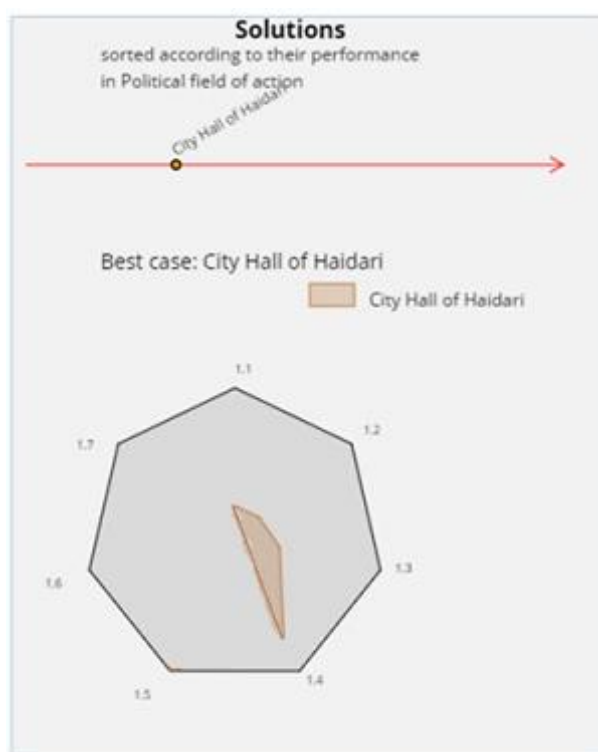 Solutions
sorted according to their performance
in Political field of action
City Hall of Haidari
Best case: City Hall of Haidari
City Hall of Haidari
1.1
1.2
1.7
1.3
1.6
1.4
1.5